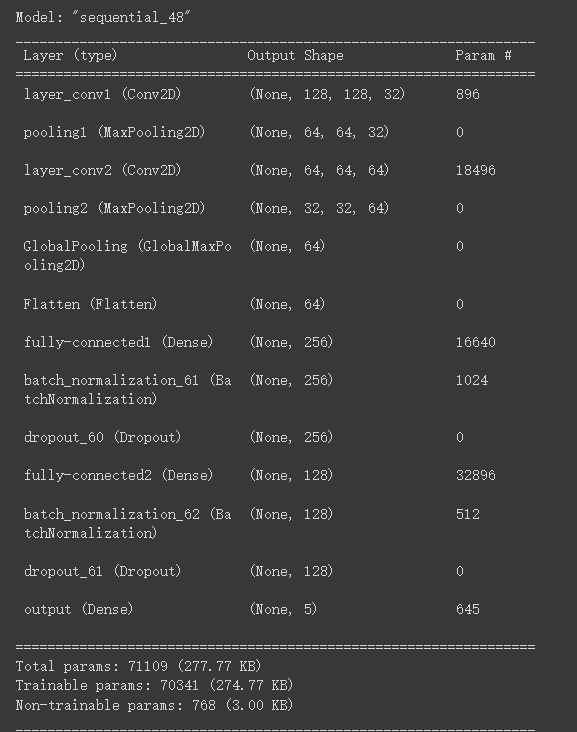 Model: "sequential_48"
_________________________________________________________________
Layer (type) Output Shape Param #
=================================================================
layer_conv1 (Conv2D) (None, 128, 128, 32) 896
pooling1 (MaxPooling2D) (None, 64, 64, 32) 0
layer_conv2 (Conv2D) (None, 64, 64, 64) 18496
pooling2 (MaxPooling2D) (None, 32, 32, 64) 0
GlobalPooling (GlobalMaxPo (None, 64) 0
oling2D)
Flatten (Flatten) (None, 64) 0
fully-connected1 (Dense) (None, 256) 16640
batch_normalization_61 (Ba (None, 256) 1024
tchNormalization)
dropout_60 (Dropout) (None, 256) 0
fully-connected2 (Dense) (None, 128) 32896
batch_normalization_62 (Ba (None, 128) 512
tchNormalization)
dropout_61 (Dropout) (None, 128) 0
output (Dense) (None, 5) 645
=================================================================
Total params: 71109 (277.77 KB)
Trainable params: 70341 (274.77 KB)
Non-trainable params: 768 (3.00 KB)
_________________________________________________________________